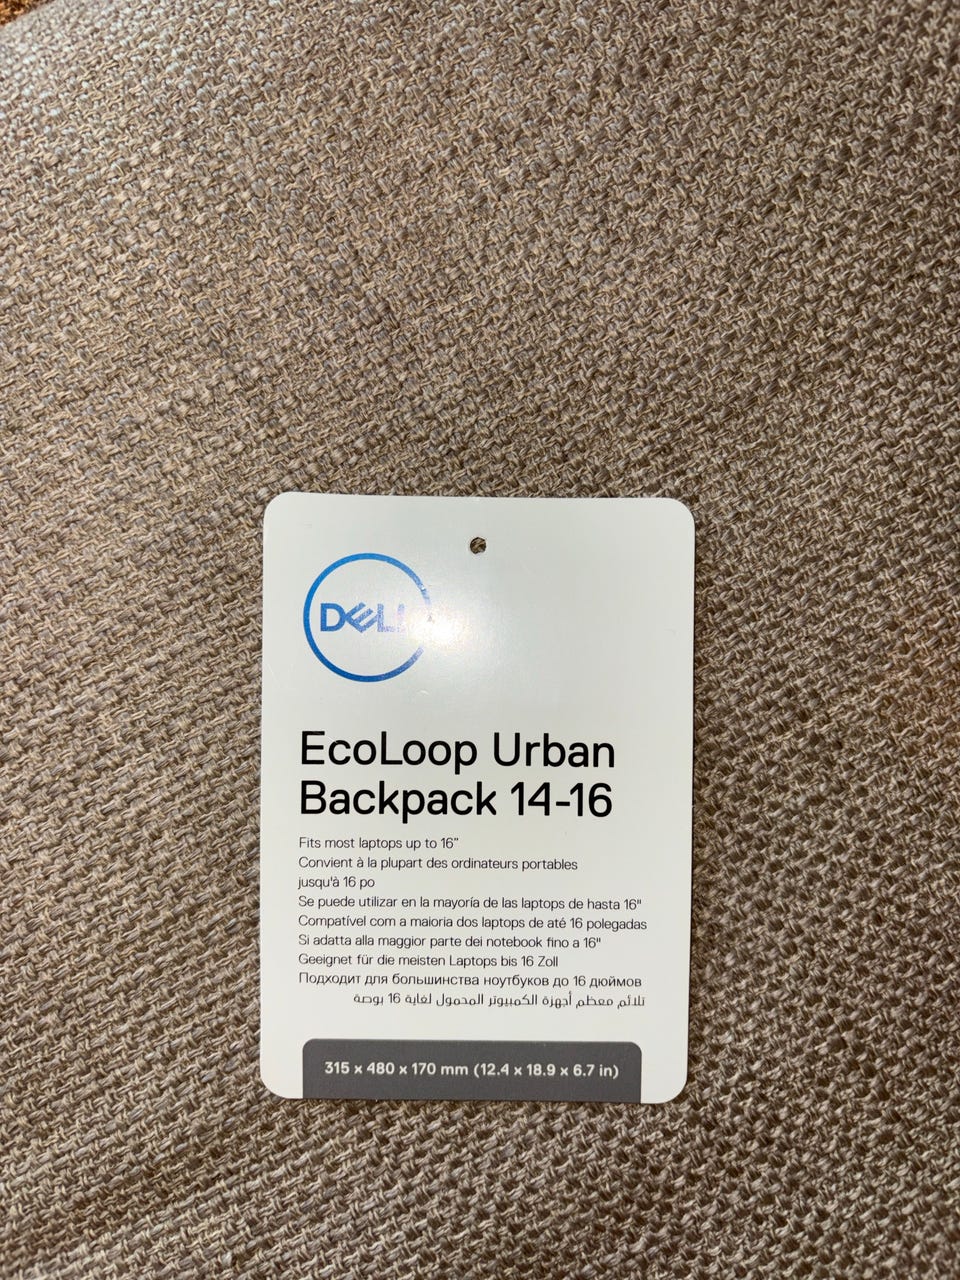 DELL
EcoLoop Urban
Backpack 14-16
Fits most laptops up to 16"
Convient à la plupart des ordinateurs portables
jusqu'à 16 po
Se puede utilizar en la mayoría de las laptops de hasta 16"
Compatível com a maioria dos laptops de até 16 polegadas
Si adatta alla maggior parte dei notebook fino a 16"
Geeignet für die meisten Laptops bis 16 Zoll
Подходит для большинства ноутбуков до 16 дюймов
تلائم معظم أجهزة الكمبيوتر المحمول لغاية 16 بوصة
315 x 480 x 170 mm (12.4 x 18.9 x 6.7 in)